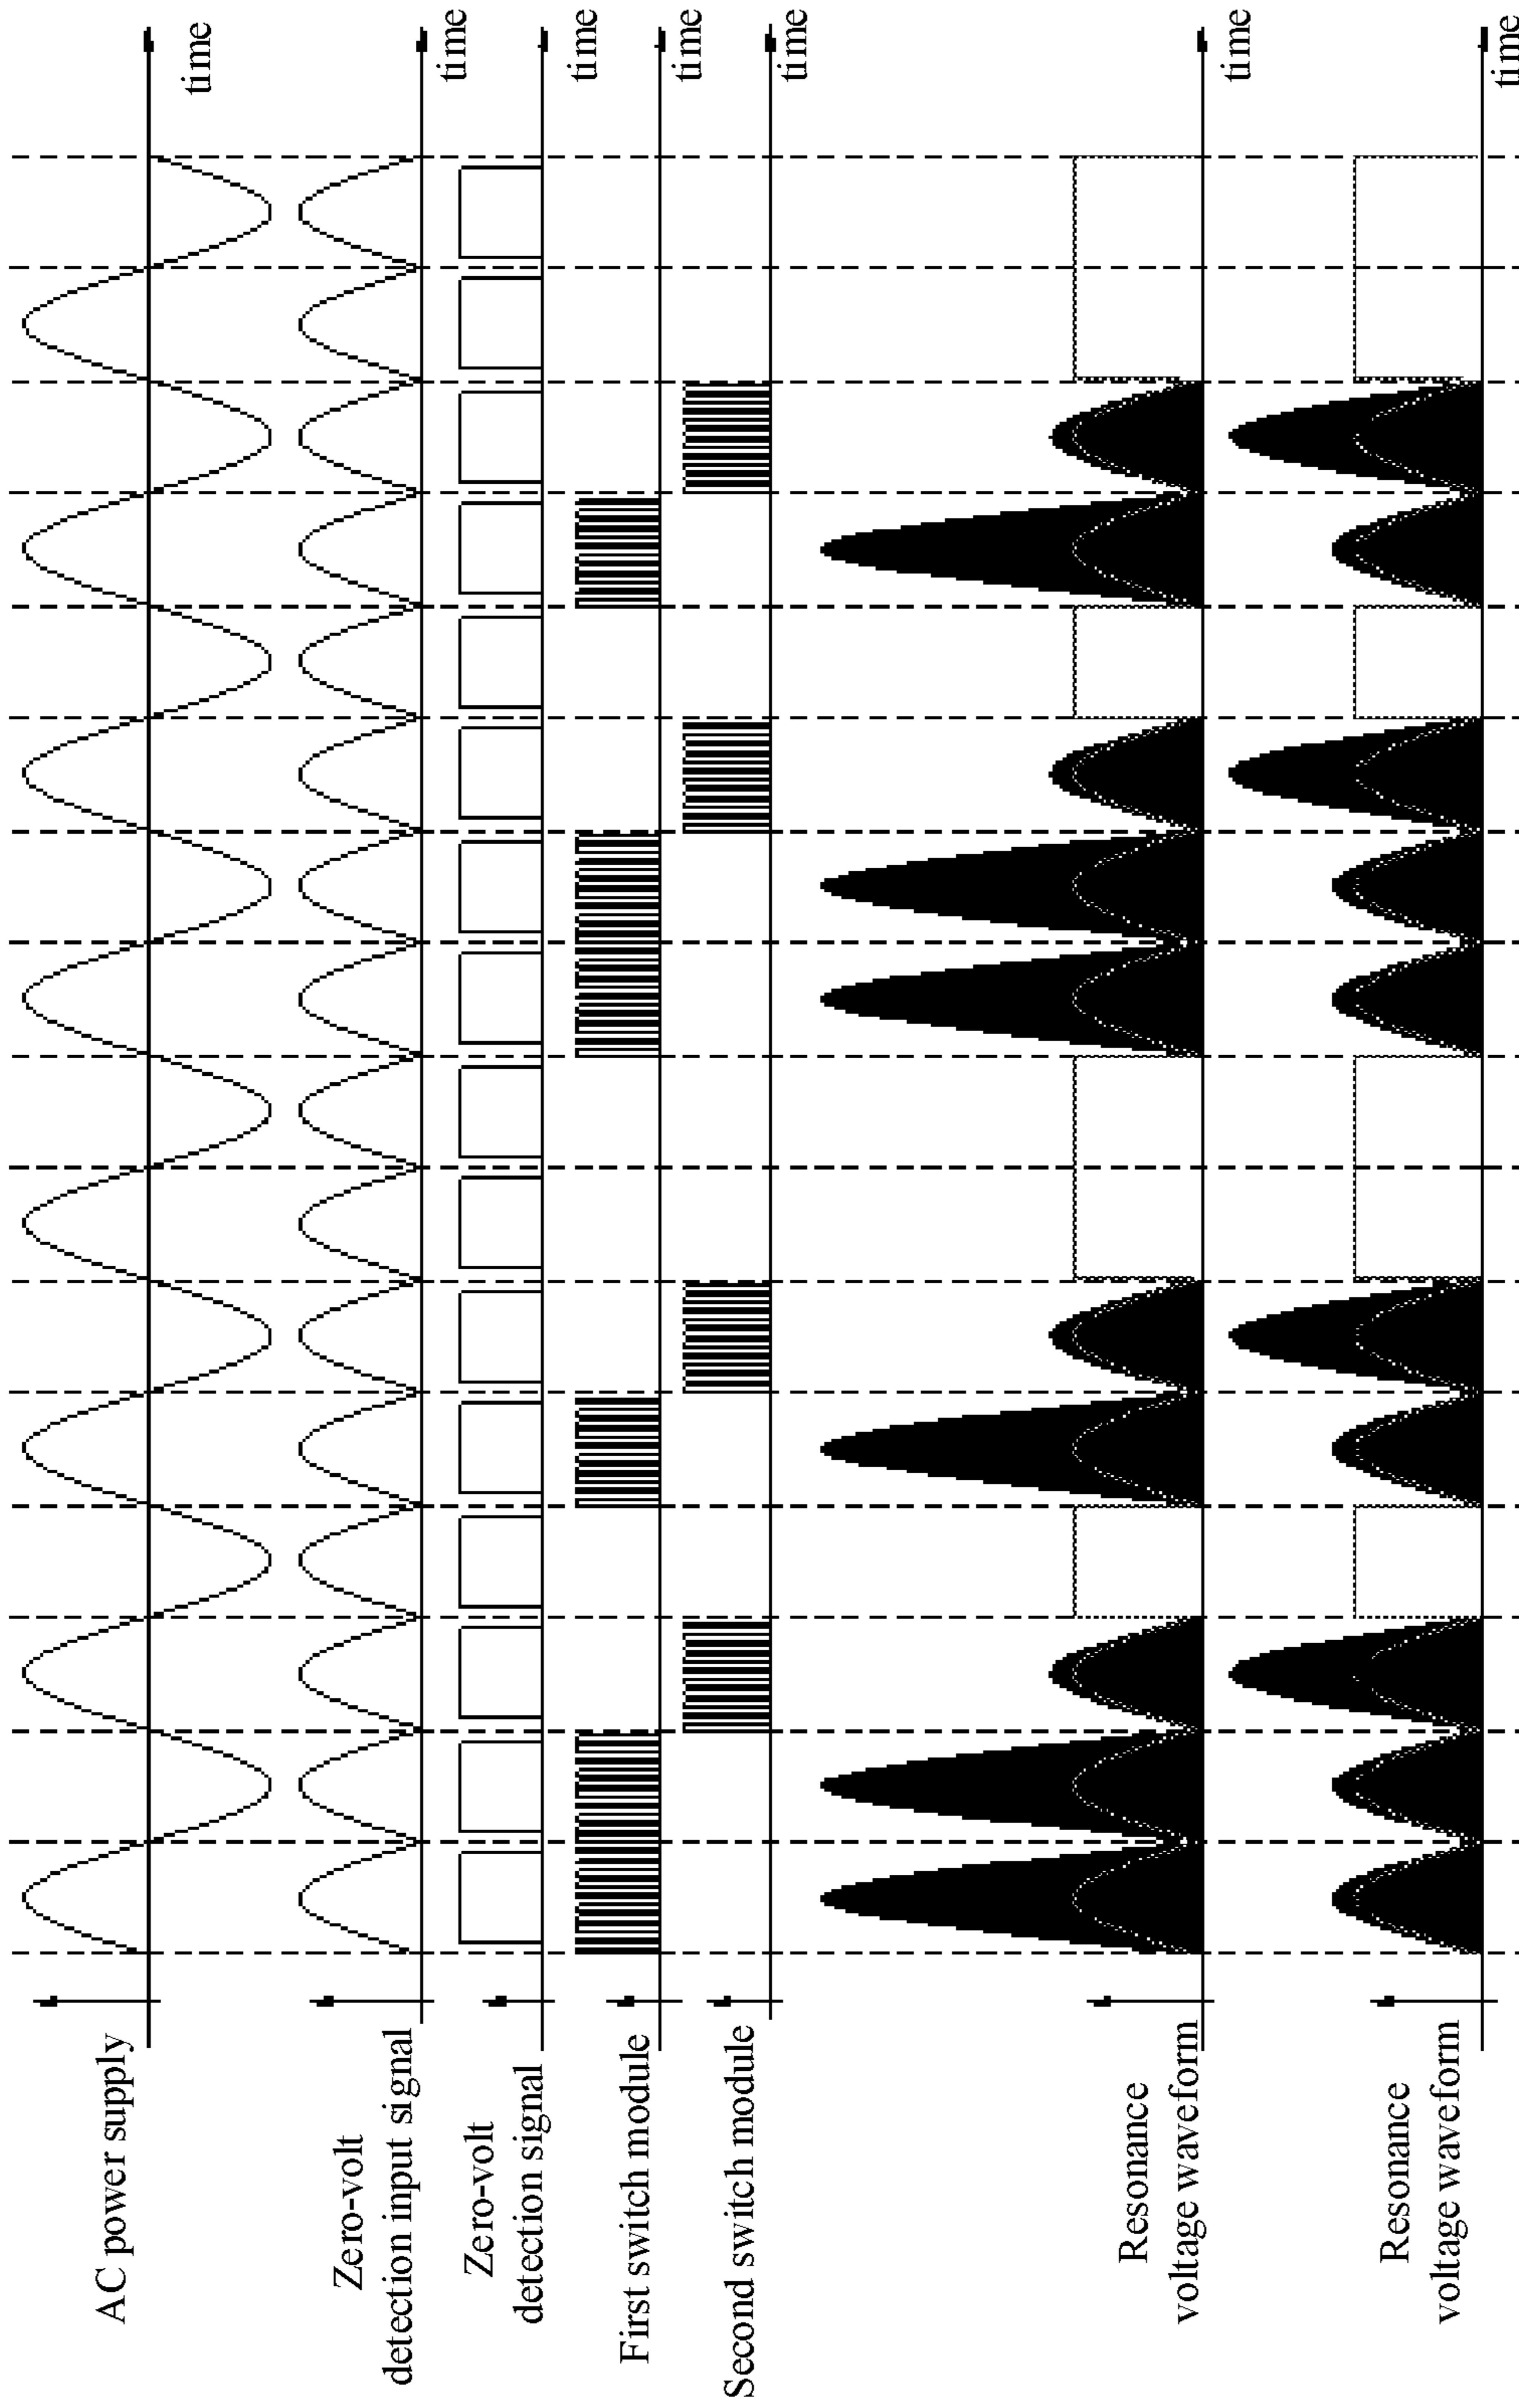 AC power supply
time
Zero-volt
detection input signal
time
Zero-volt
detection signal
time
First switch module
time
Second switch module
time
Resonance
voltage waveform
time
Resonance
voltage waveform
time